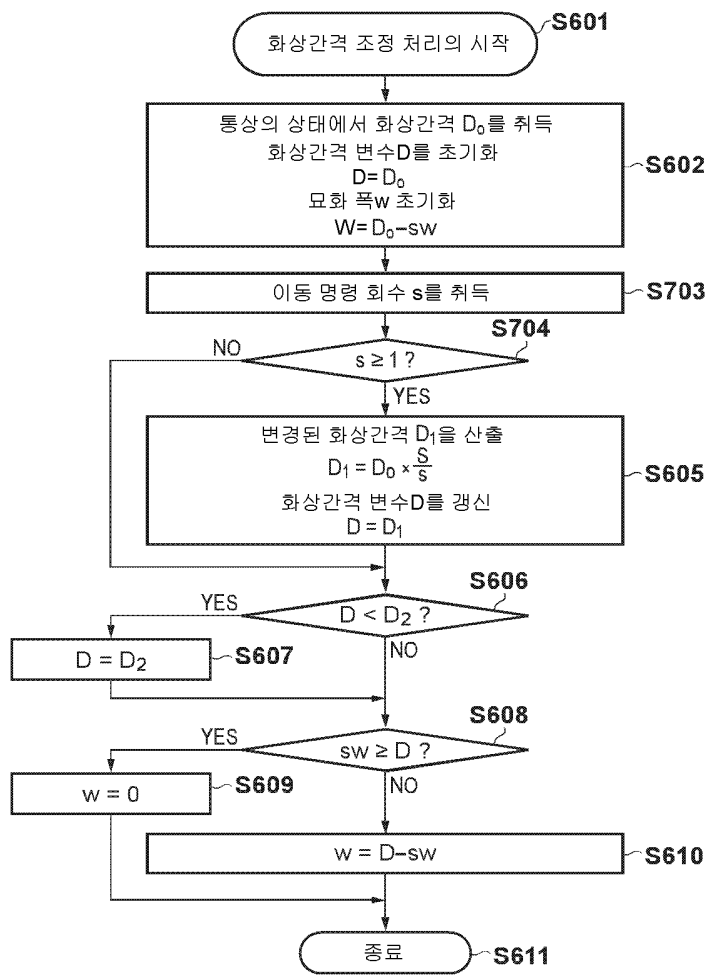 화상간격 조정 처리의 시작
S601
통상의 상태에서 화상간격 D₀를 취득
화상간격 변수D를 초기화
D=D₀
묘화 폭w 초기화
W=D₀-sw
S602
이동 명령 회수 s를 취득
S703
S704
s ≥ 1 ?
NO
YES
변경된 화상간격 D₁을 산출
D₁ = D₀ × S/s
화상간격 변수D를 갱신
D = D₁
S605
S606
D < D₂ ?
YES
NO
D = D₂
S607
S608
sw ≥ D ?
YES
NO
w = 0
S609
w = D-sw
S610
종료
S611